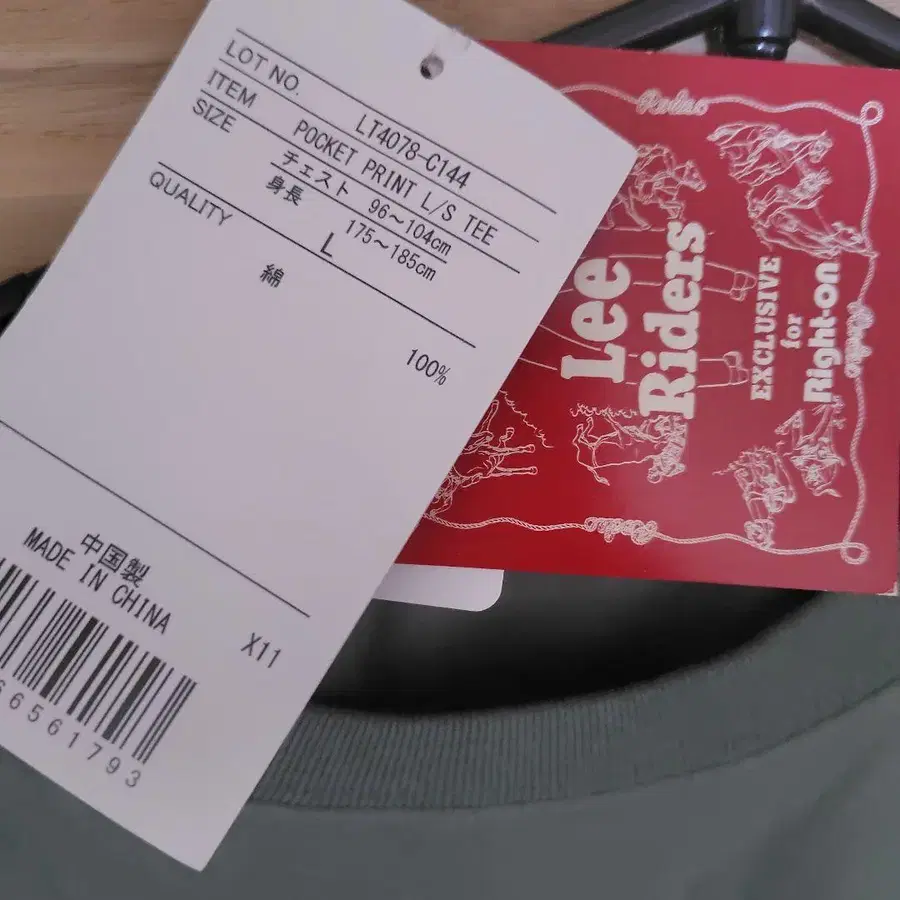 LOT NO. LT4078-C144
ITEM POCKET PRINT L/S TEE
SIZE チェスト 96～104cm
身長 175～185cm
L
QUALITY
綿 100%
中国製
MADE IN CHINA
X11
6561793
Rodeo
Lee
Riders
EXCLUSIVE
for
Right-on